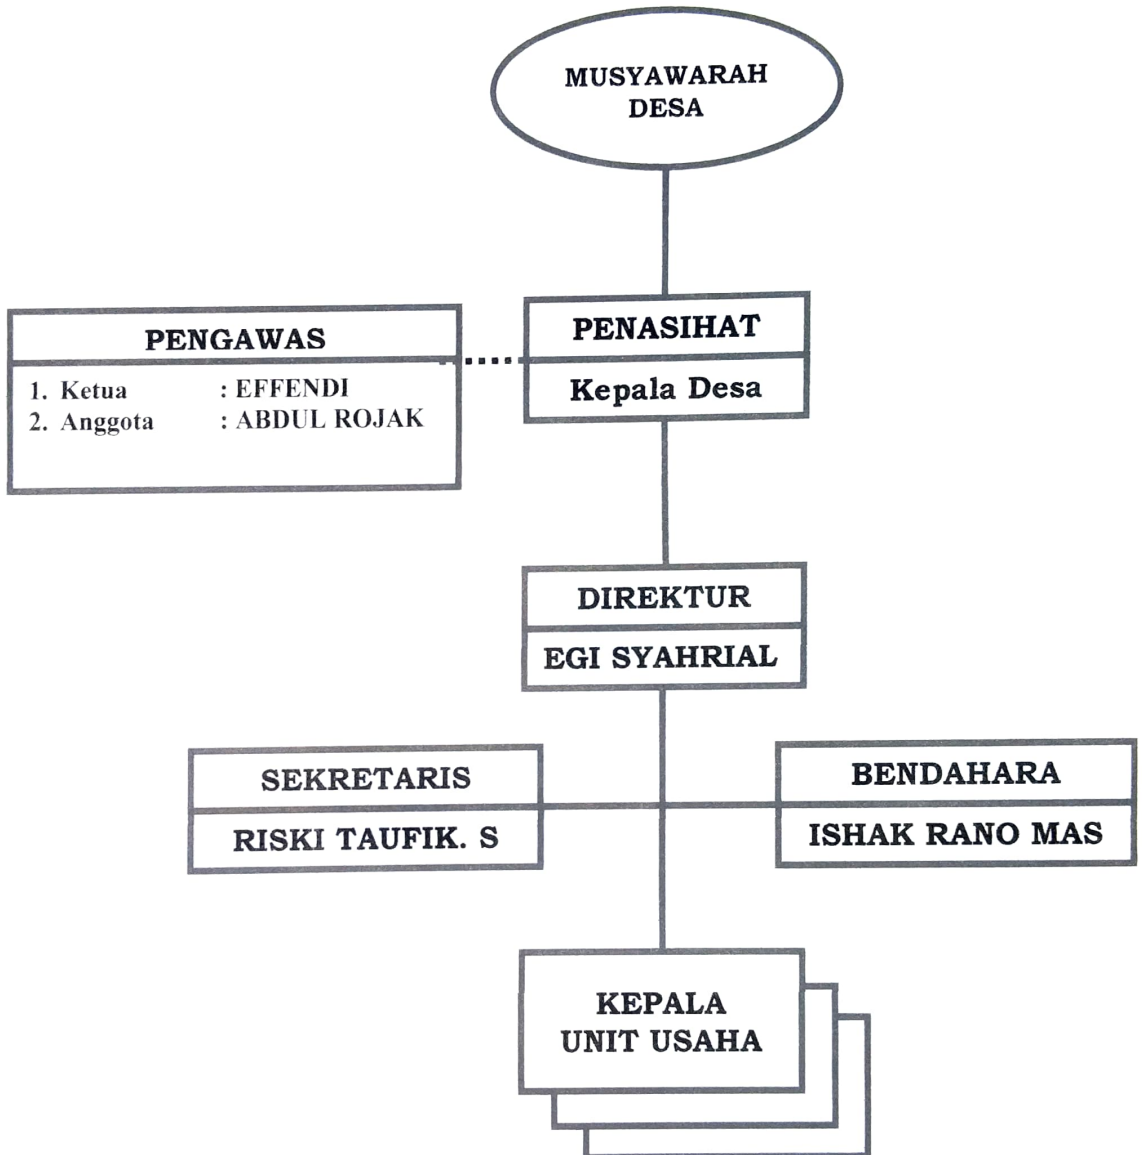 MUSYAWARAH
DESA
PENGAWAS
1. Ketua : EFFENDI
2. Anggota : ABDUL ROJAK
PENASIHAT
Kepala Desa
DIREKTUR
EGI SYAHRIAL
SEKRETARIS
RISKI TAUFIK. S
BENDAHARA
ISHAK RANO MAS
KEPALA
UNIT USAHA